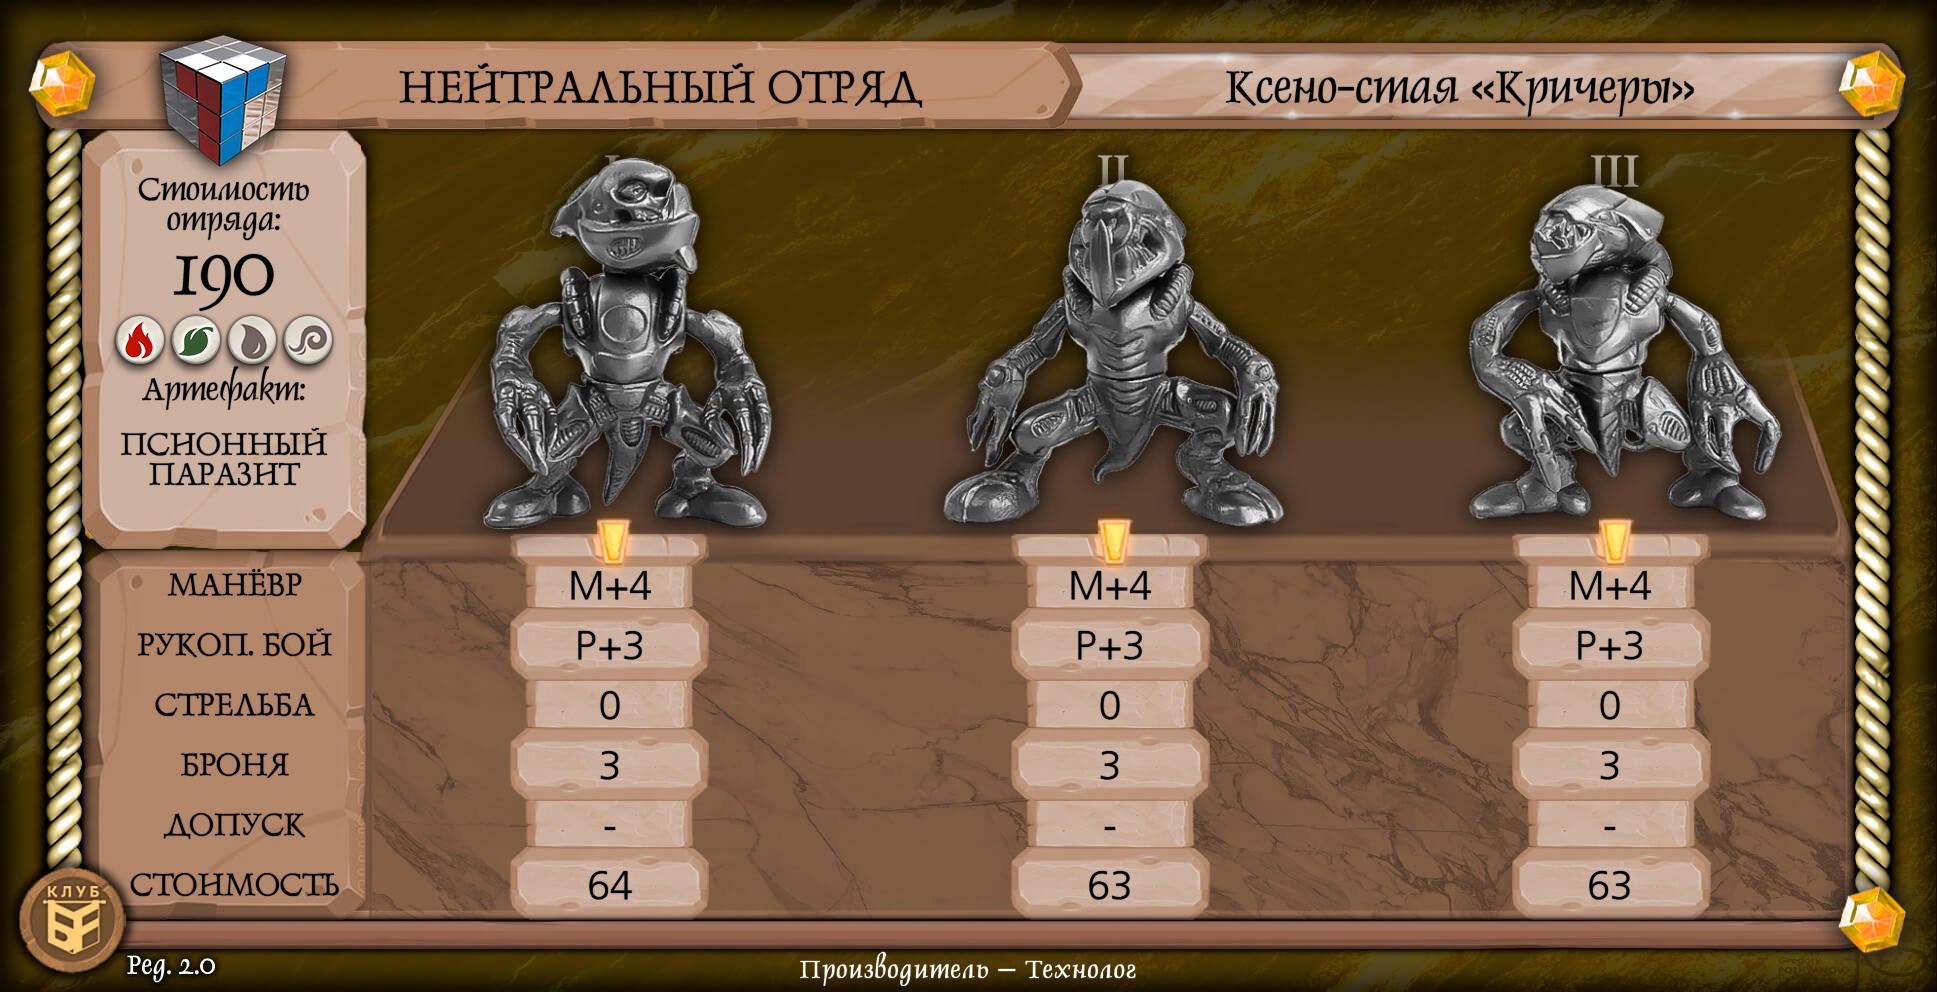 НЕЙТРАЛЬНЫЙ ОТРЯД
Ксено-стая «Кричеры»
Стоимость
отряда:
190
Артефакт:
ПСИОННЫЙ
ПАРАЗИТ
I II III
МАНЁВР M+4 M+4 M+4
РУКОП. БОЙ P+3 P+3 P+3
СТРЕЛЬБА 0 0 0
БРОНЯ 3 3 3
ДОПУСК - - -
СТОИМОСТЬ 64 63 63
КЛУБ
БГ
Ред. 2.0
Производитель – Технолог